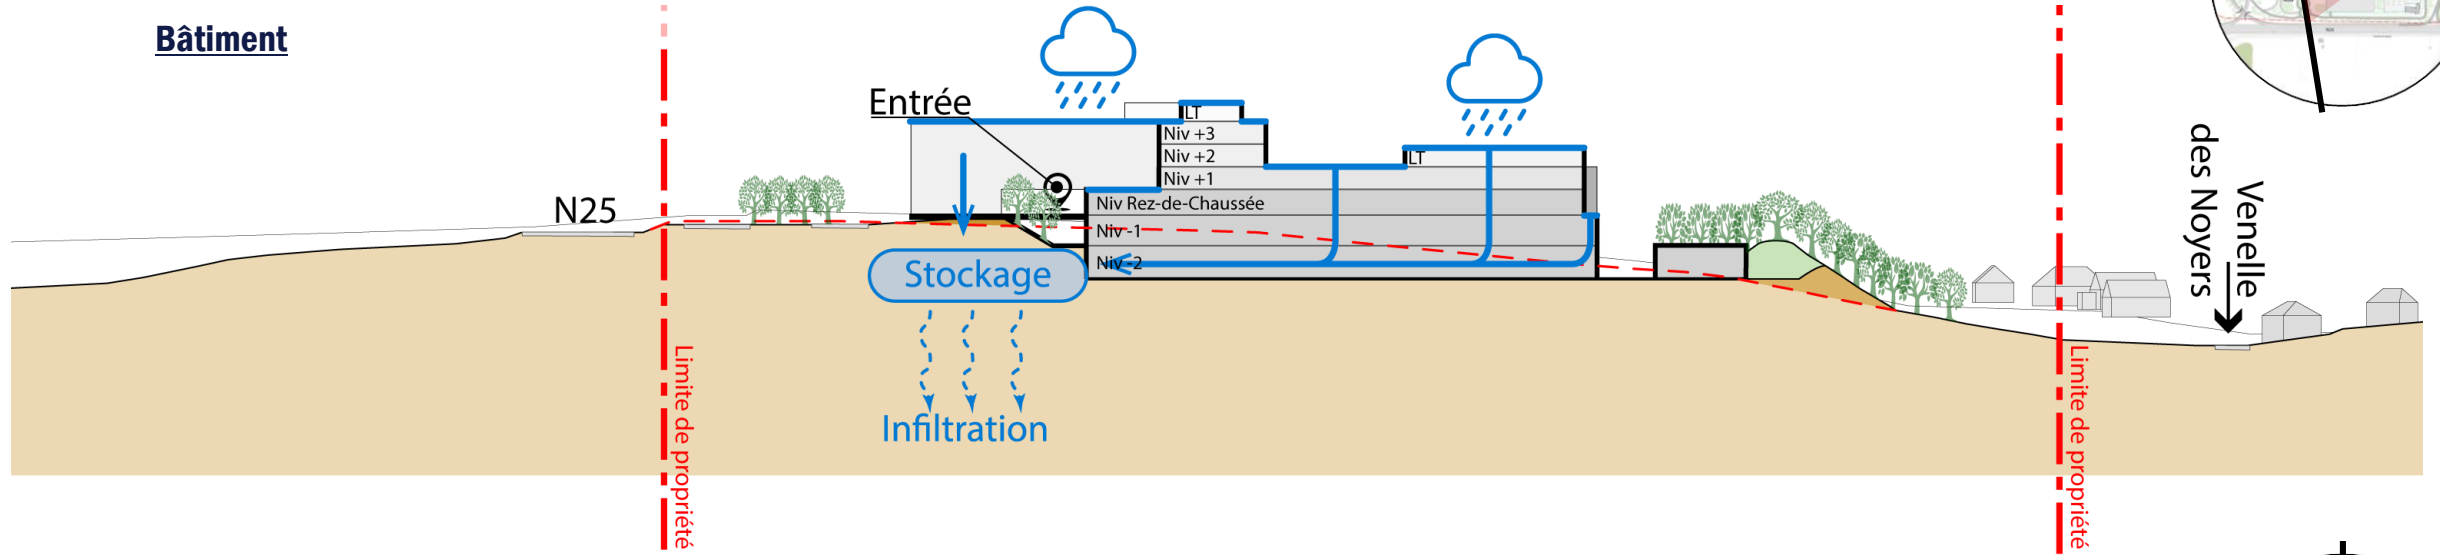 Bâtiment
Entrée
LT
Niv +3
Niv +2
LT
Niv +1
N25
Niv Rez-de-Chaussée
Niv -1
Niv -2
Stockage
Infiltration
Limite de propriété
Limite de propriété
Venelle
des Noyers